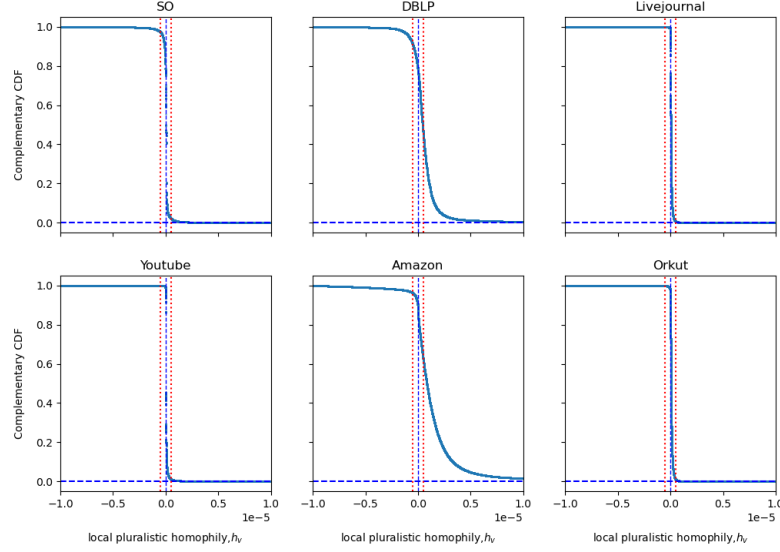 SO
DBLP
Livejournal
Complementary CDF
1.0
0.8
0.6
0.4
0.2
0.0
Youtube
Amazon
Orkut
Complementary CDF
1.0
0.8
0.6
0.4
0.2
0.0
−1.0 −0.5 0.0 0.5 1.0
1e−5
−1.0 −0.5 0.0 0.5 1.0
1e−5
−1.0 −0.5 0.0 0.5 1.0
1e−5
local pluralistic homophily,hᵥ
local pluralistic homophily,hᵥ
local pluralistic homophily,hᵥ